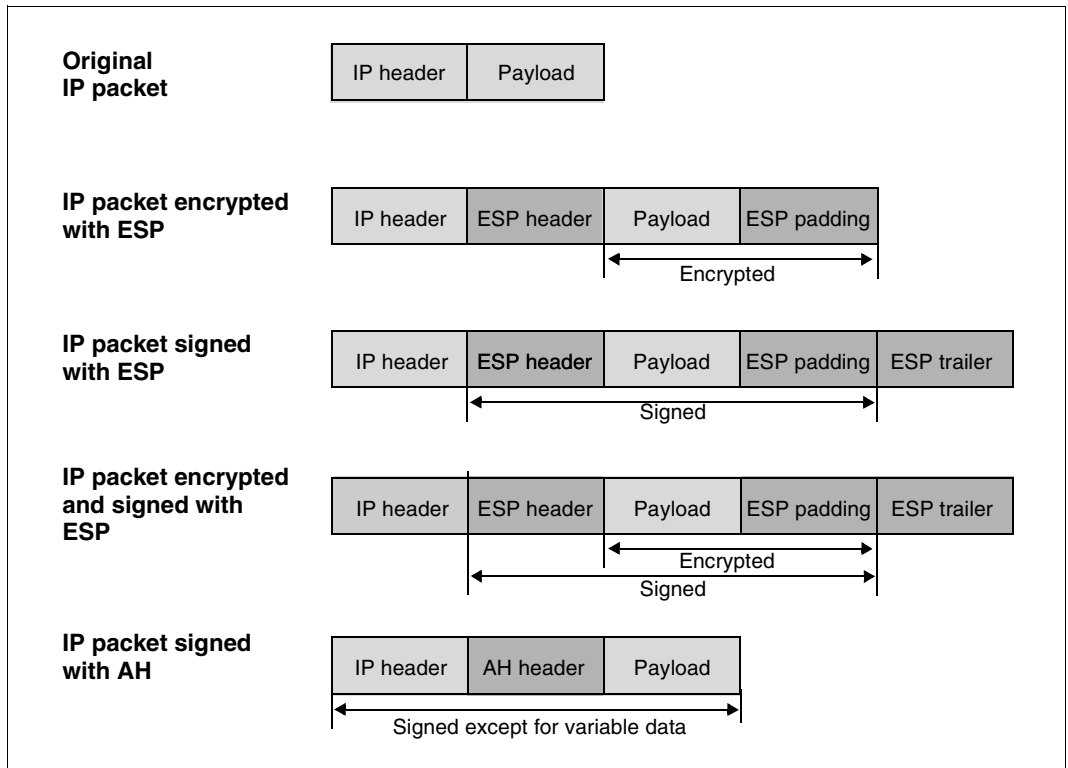 Original
IP packet
IP header Payload
IP packet encrypted
with ESP
IP header ESP header Payload ESP padding
Encrypted
IP packet signed
with ESP
IP header ESP header Payload ESP padding ESP trailer
Signed
IP packet encrypted
and signed with
ESP
IP header ESP header Payload ESP padding ESP trailer
Encrypted
Signed
IP packet signed
with AH
IP header AH header Payload
Signed except for variable data